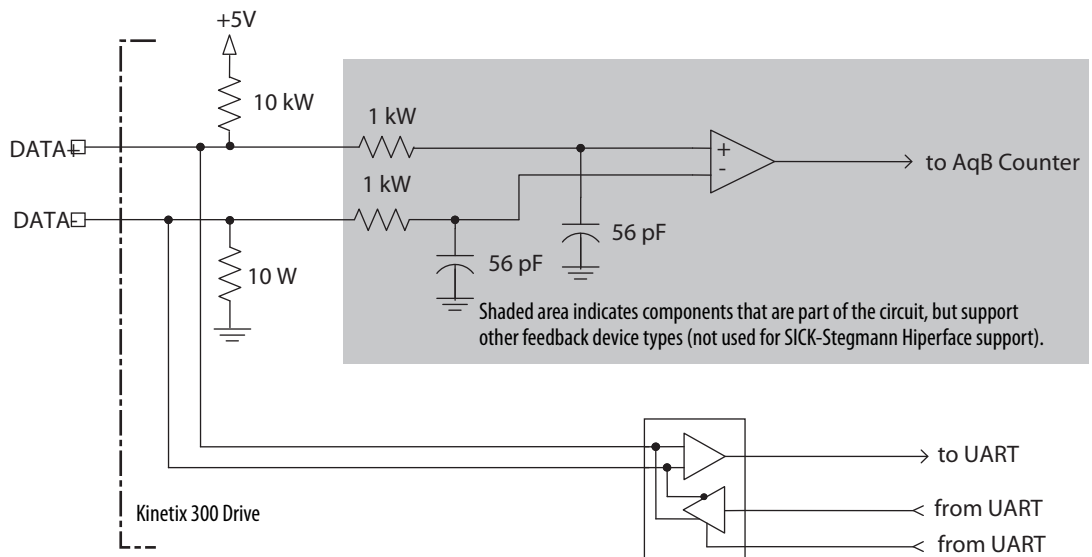 +5V
10 kW
1 kW
DATA+
+
-
to AqB Counter
1 kW
DATA-
56 pF
10 W
56 pF
Shaded area indicates components that are part of the circuit, but support
other feedback device types (not used for SICK-Stegmann Hiperface support).
to UART
Kinetix 300 Drive
from UART
from UART